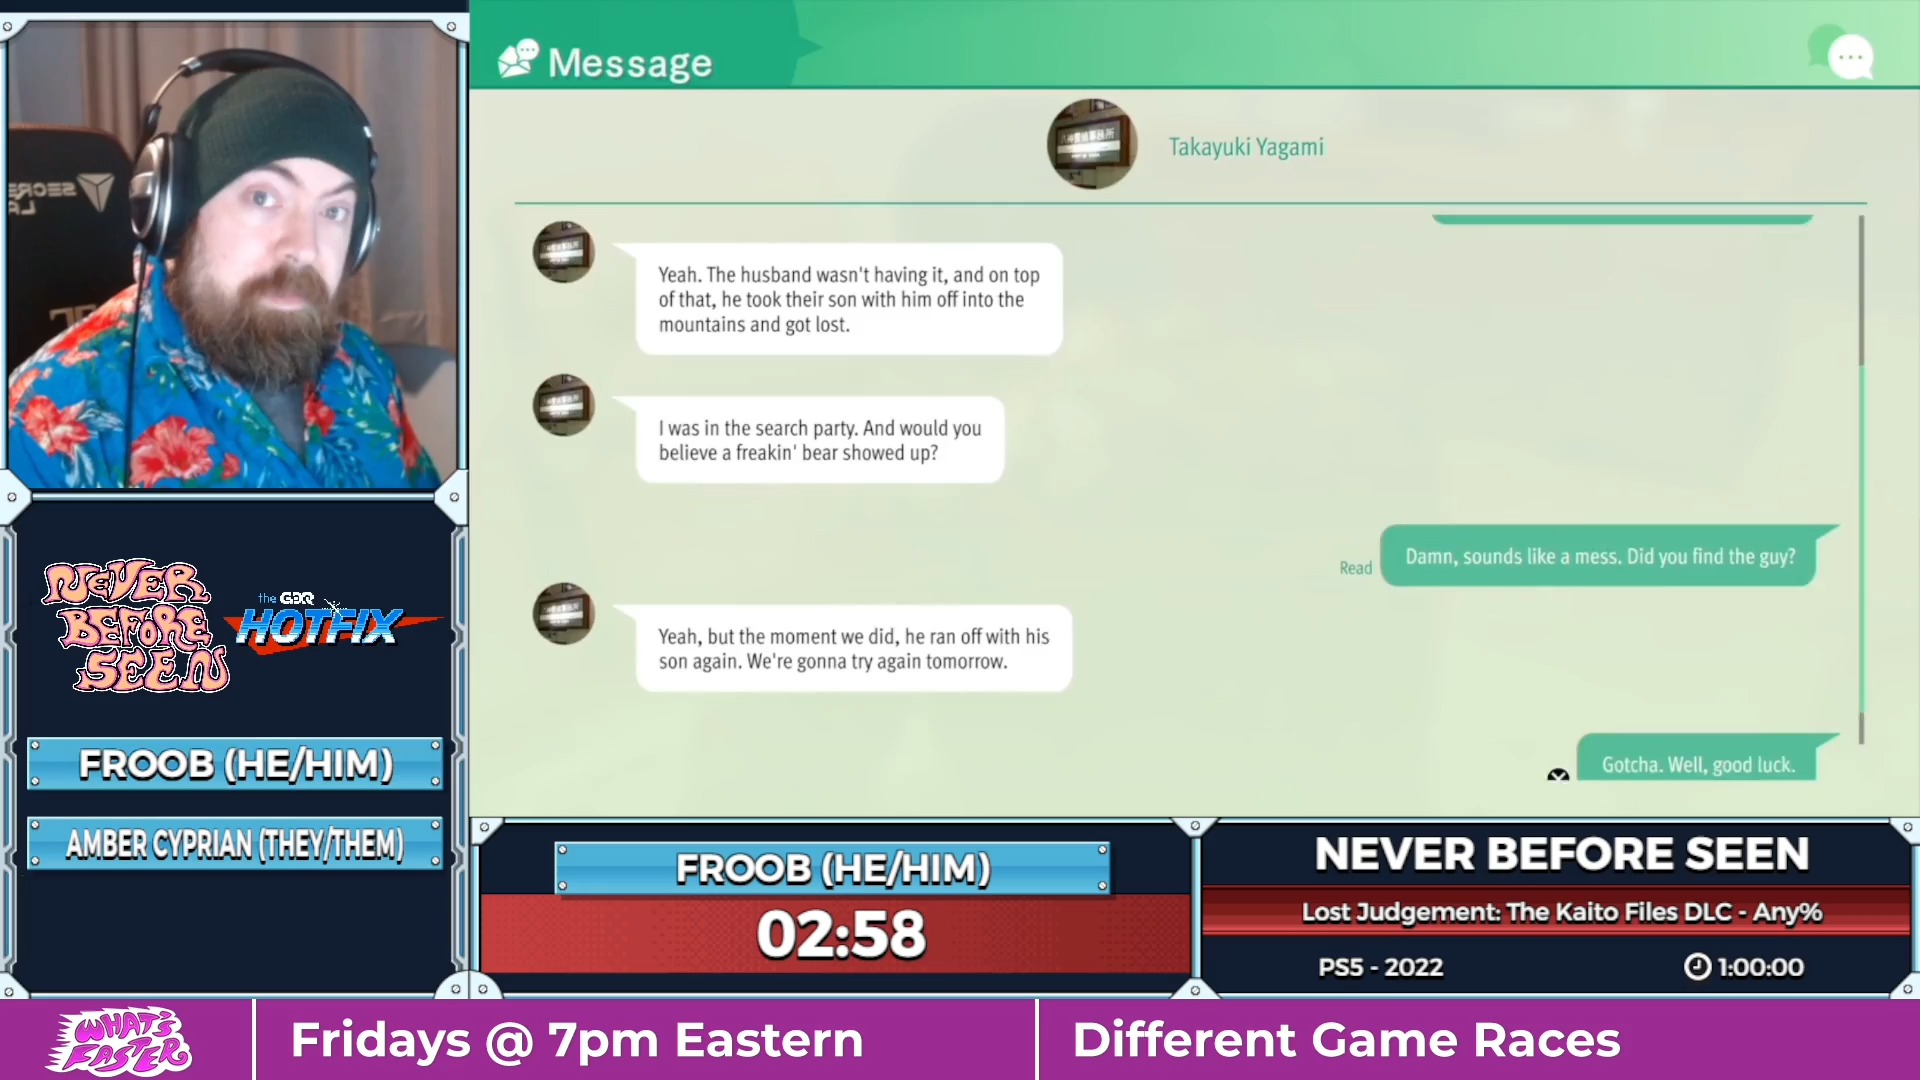 Message
Takayuki Yagami
Yeah. The husband wasn't having it, and on top
of that, he took their son with him off into the
mountains and got lost.
I was in the search party. And would you
believe a freakin' bear showed up?
Damn, sounds like a mess. Did you find the guy?
Read
Yeah, but the moment we did, he ran off with his
son again. We're gonna try again tomorrow.
Gotcha. Well, good luck.
NEVER
BEFORE
SEEN
the GDQ
HOTFIX
FROOB (HE/HIM)
AMBER CYPRIAN (THEY/THEM)
FROOB (HE/HIM)
02:58
NEVER BEFORE SEEN
Lost Judgement: The Kaito Files DLC - Any%
PS5 - 2022
1:00:00
WHAT'S
FASTER
Fridays @ 7pm Eastern
Different Game Races